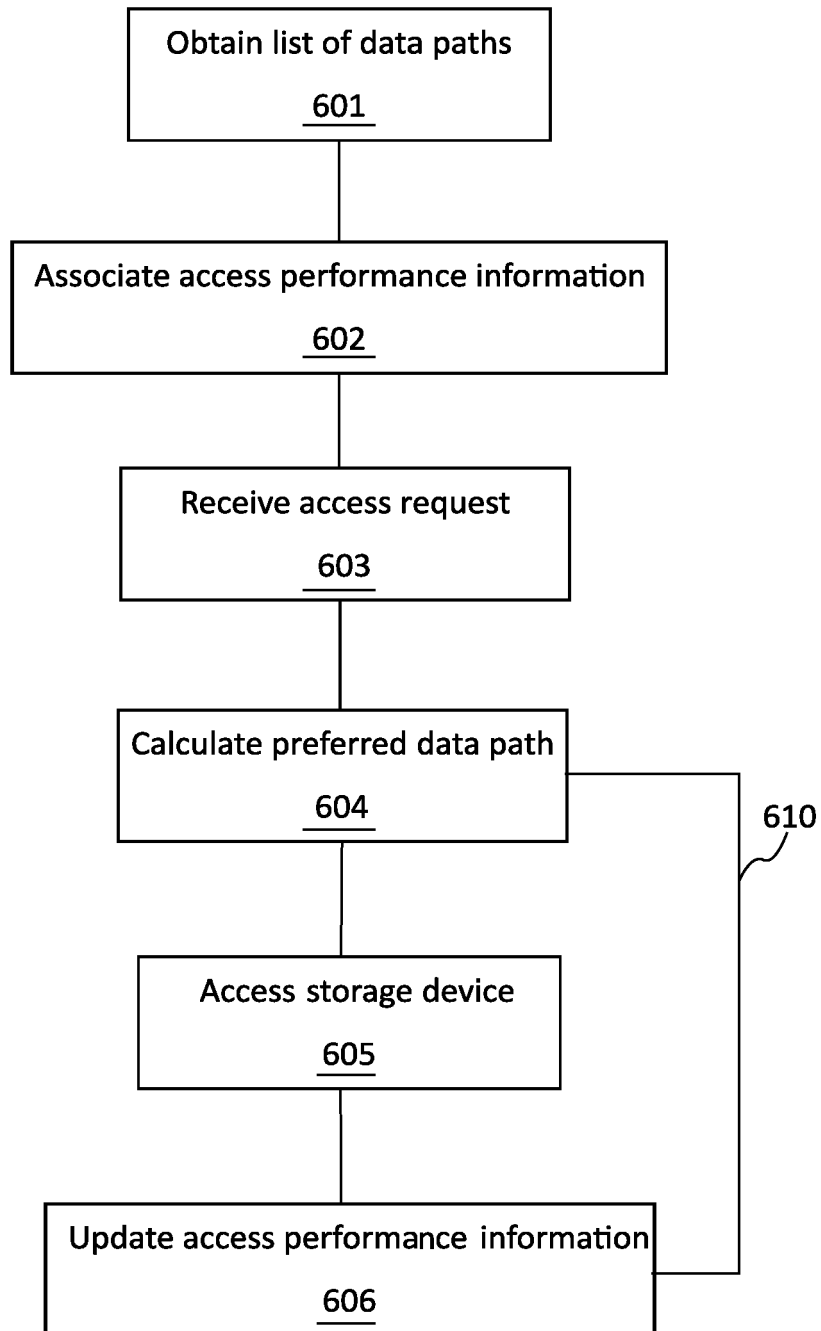 Obtain list of data paths
601
Associate access performance information
602
Receive access request
603
Calculate preferred data path
604
610
Access storage device
605
Update access performance information
606